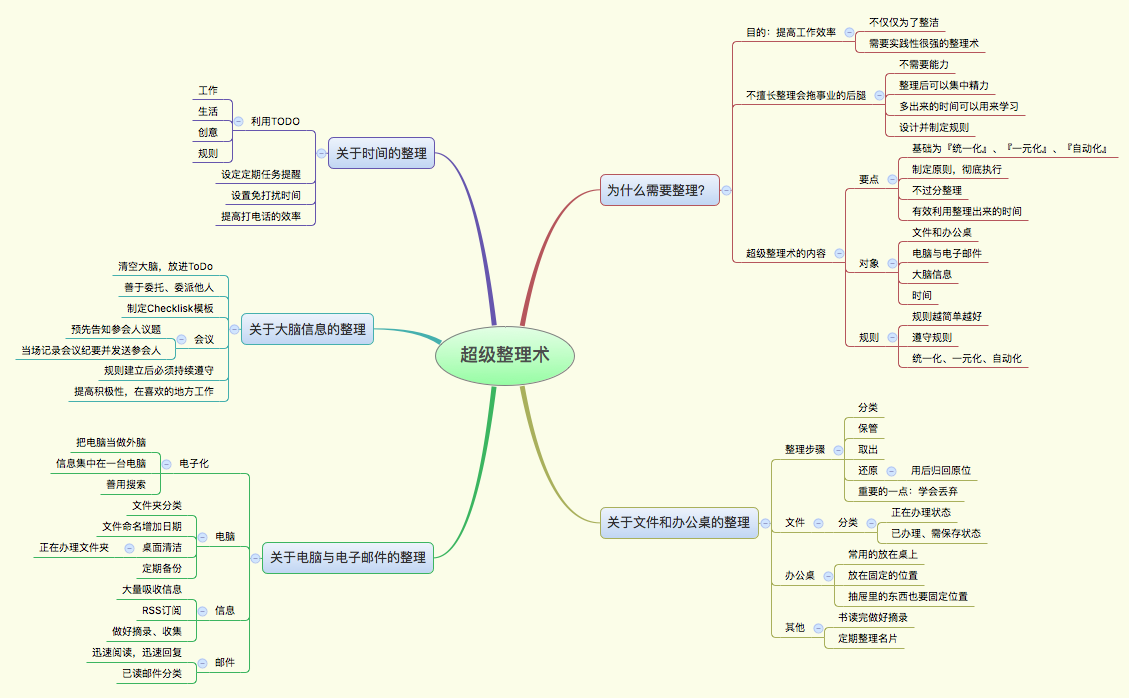 超级整理术
为什么需要整理？
目的：提高工作效率
不仅仅为了整洁
需要实践性很强的整理术
不擅长整理会拖事业的后腿
不需要能力
整理后可以集中精力
多出来的时间可以用来学习
设计并制定规则
超级整理术的内容
要点
基础为『统一化』、『一元化』、『自动化』
制定原则，彻底执行
不过分整理
有效利用整理出来的时间
对象
文件和办公桌
电脑与电子邮件
大脑信息
时间
规则
规则越简单越好
遵守规则
统一化、一元化、自动化
关于文件和办公桌的整理
整理步骤
分类
保管
取出
还原
用后归回原位
重要的一点：学会丢弃
文件
分类
正在办理状态
已办理、需保存状态
办公桌
常用的放在桌上
放在固定的位置
抽屉里的东西也要固定位置
其他
书读完做好摘录
定期整理名片
关于时间的整理
利用TODO
工作
生活
创意
规则
设定定期任务提醒
设置免打扰时间
提高打电话的效率
关于大脑信息的整理
清空大脑，放进ToDo
善于委托、委派他人
制定Checklisk模板
会议
预先告知参会人议题
当场记录会议纪要并发送参会人
规则建立后必须持续遵守
提高积极性，在喜欢的地方工作
关于电脑与电子邮件的整理
电子化
把电脑当做外脑
信息集中在一台电脑
善用搜索
电脑
文件夹分类
文件命名增加日期
桌面清洁
正在办理文件夹
定期备份
信息
大量吸收信息
RSS订阅
做好摘录、收集
邮件
迅速阅读，迅速回复
已读邮件分类